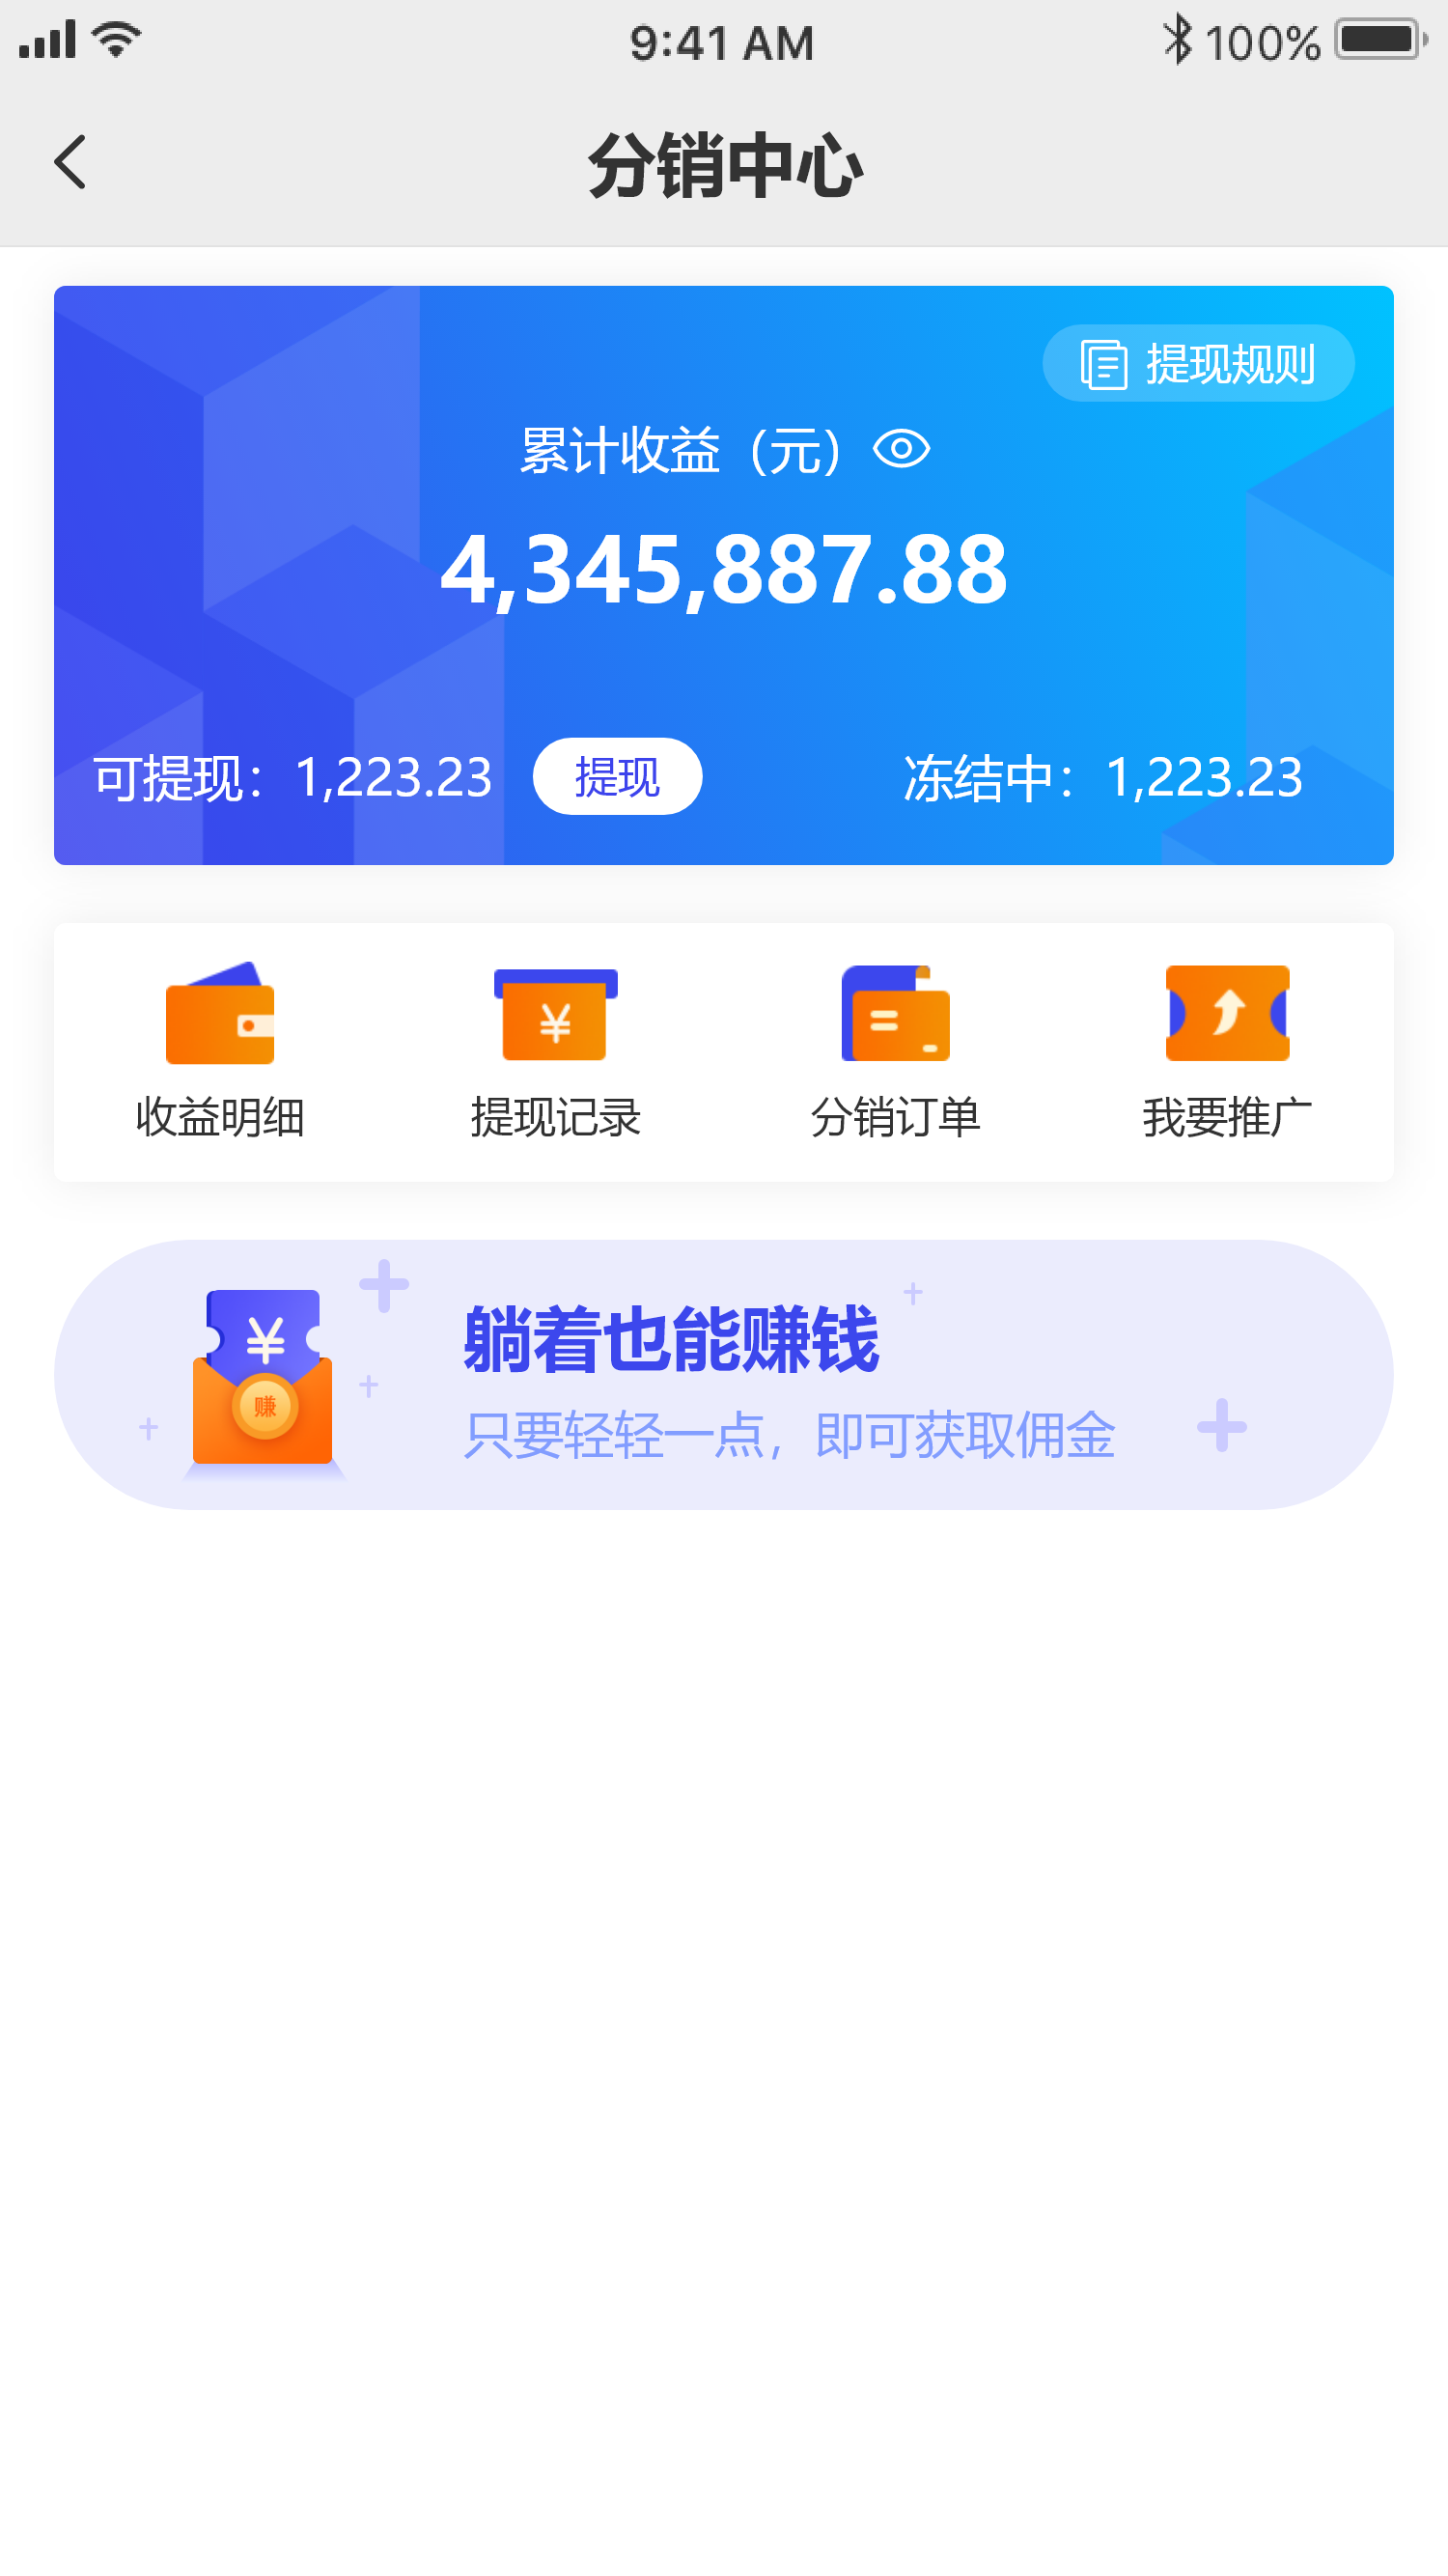 9:41 AM
100%
分销中心
提现规则
累计收益（元）
4,345,887.88
可提现：1,223.23 提现 冻结中：1,223.23
收益明细 提现记录 分销订单 我要推广
¥
躺着也能赚钱
赚
只要轻轻一点，即可获取佣金